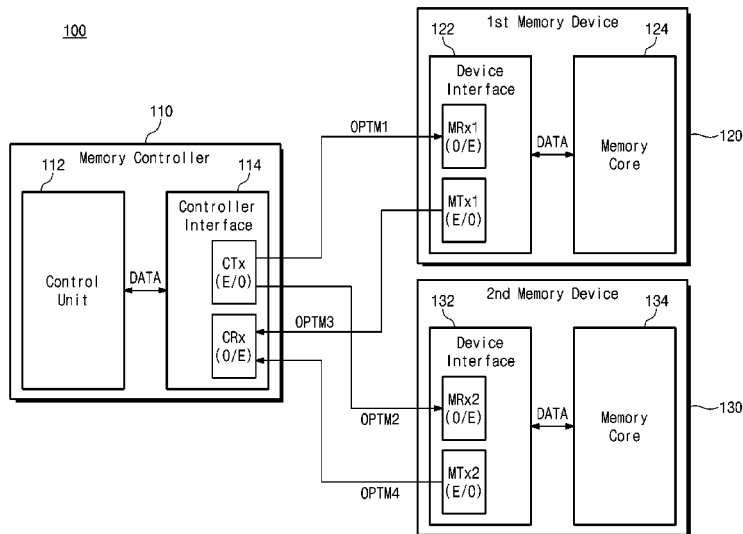 100
110
Memory Controller
112
114
Control
Unit
DATA
Controller
Interface
CTx
(E/O)
CRx
(O/E)
OPTM1
OPTM3
OPTM2
OPTM4
1st Memory Device
122
124
Device
Interface
MRx1
(O/E)
MTx1
(E/O)
DATA
Memory
Core
120
2nd Memory Device
132
134
Device
Interface
MRx2
(O/E)
MTx2
(E/O)
DATA
Memory
Core
130